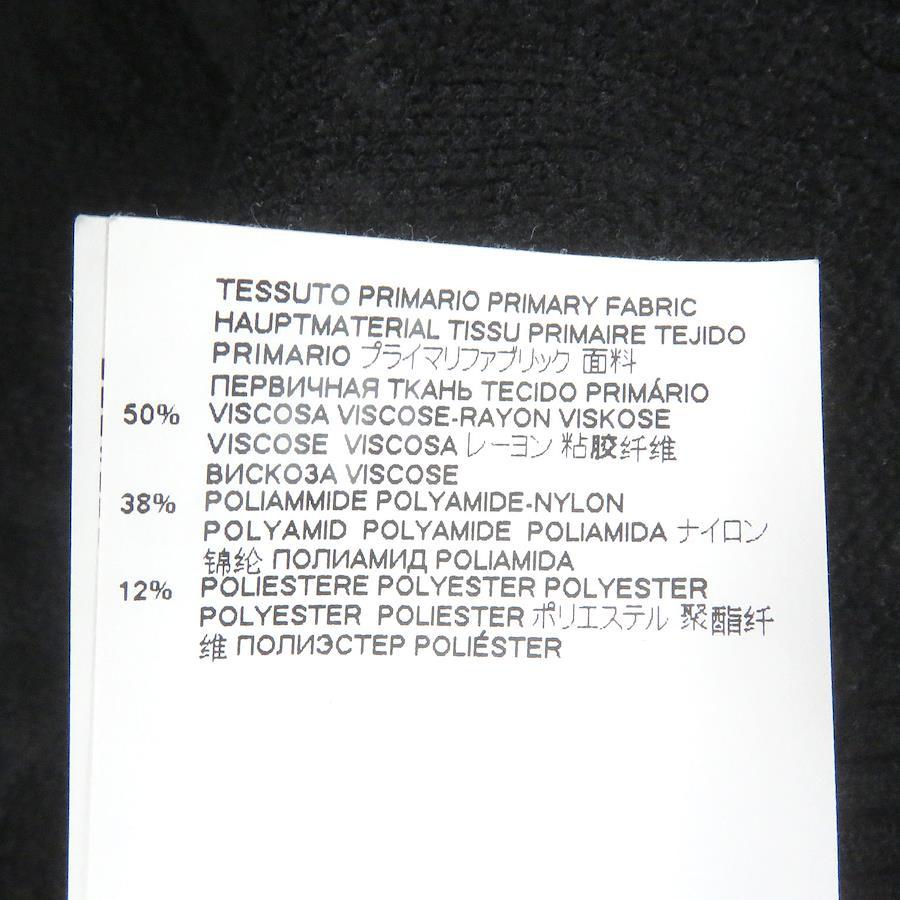 TESSUTO PRIMARIO PRIMARY FABRIC
HAUPTMATERIAL TISSU PRIMAIRE TEJIDO
PRIMARIO プライマリファブリック 面料
ПЕРВИЧНАЯ ТКАНЬ TECIDO PRIMÁRIO
50% VISCOSA VISCOSE-RAYON VISKOSE
VISCOSE VISCOSA レーヨン 粘胶纤维
ВИСКОЗА VISCOSE
38% POLIAMMIDE POLYAMIDE-NYLON
POLYAMID POLYAMIDE POLIAMIDA ナイロン
锦纶 ПОЛИАМИД POLIAMIDA
12% POLIESTERE POLYESTER POLYESTER
POLYESTER POLIESTER ポリエステル 聚酯纤
维 ПОЛИЭСТЕР POLIÉSTER